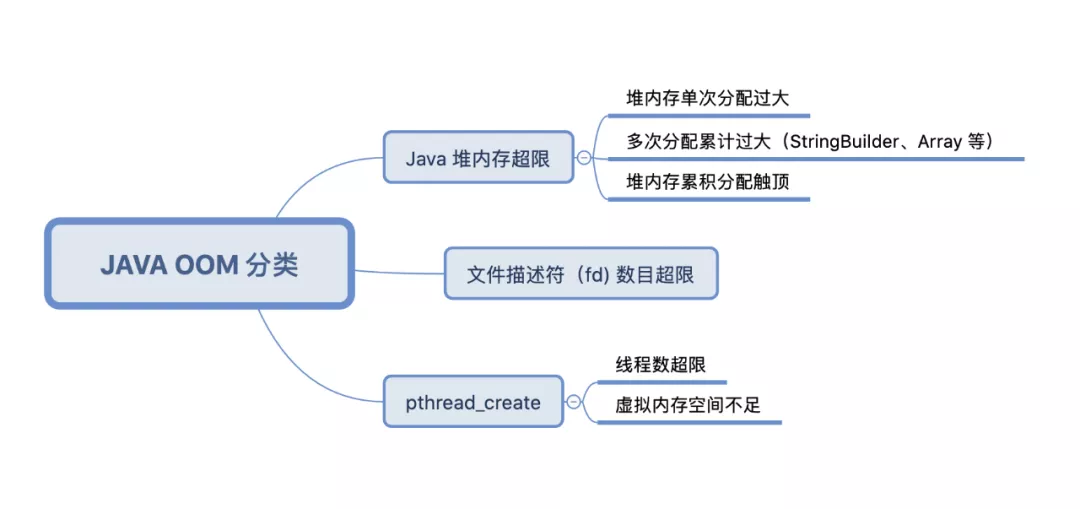 JAVA OOM 分类
Java 堆内存超限
堆内存单次分配过大
多次分配累计过大（StringBuilder、Array 等）
堆内存累积分配触顶
文件描述符（fd) 数目超限
pthread_create
线程数超限
虚拟内存空间不足